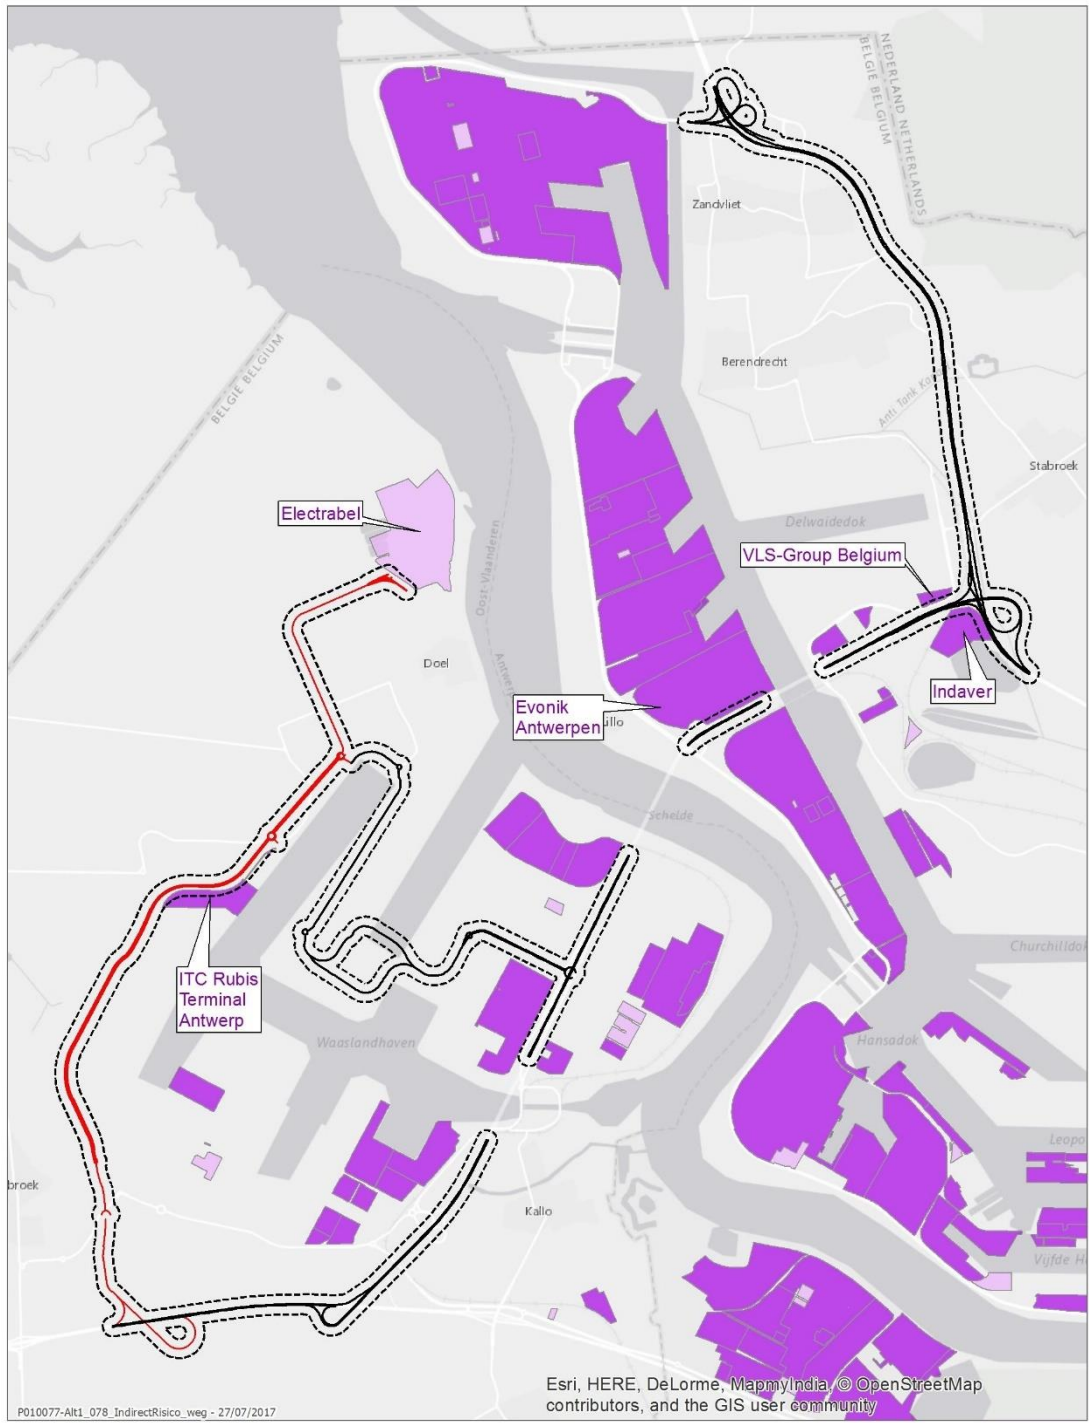 NEDERLAND NETHERLANDS
BELGIE BELGIUM
Zandvliet
BELGIE BELGIUM
Berendrecht
Anti Tank
Stabroek
Electrabel
Delwaidedok
VLS-Group Belgium
Oost-Vlaanderen
Doel
Indaver
Evonik
Antwerpen
Schelde
Churchilldok
ITC Rubis
Terminal
Antwerp
Waaslandhaven
Hansadok
Leopo
broek
Kallo
Vijfde H
Esri, HERE, DeLorme, MapmyIndia, © OpenStreetMap
contributors, and the GIS user community
P010077-Alt1_078_IndirectRisico_weg - 27/07/2017